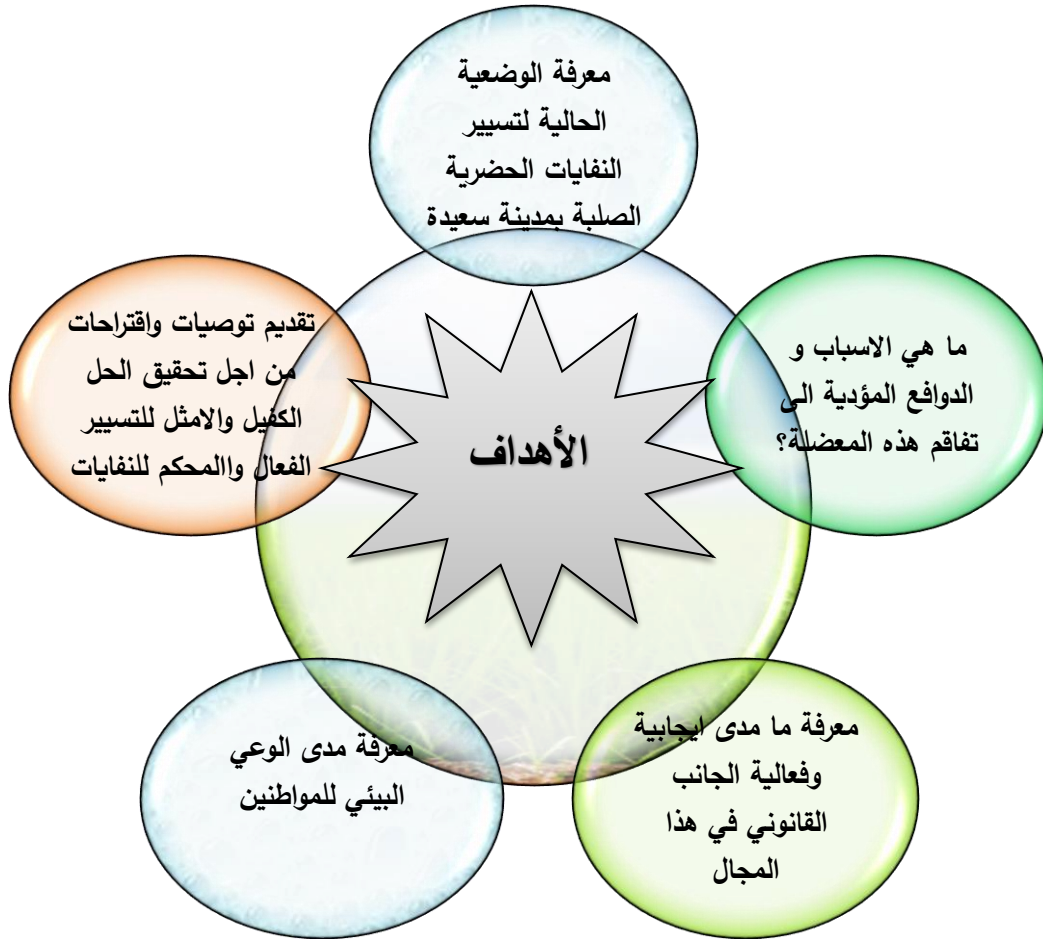 معرفة الوضعية
الحالية لتسيير
النفايات الحضرية
الصلبة بمدينة سعيدة
ما هي الاسباب و
الدوافع المؤدية الى
تفاقم هذه المعضلة؟
معرفة ما مدى ايجابية
وفعالية الجانب
القانوني في هذا
المجال
معرفة مدى الوعي
البيئي للمواطنين
تقديم توصيات واقتراحات
من اجل تحقيق الحل
الكفيل والامثل للتسيير
الفعال واالمحكم للنفايات
الأهداف